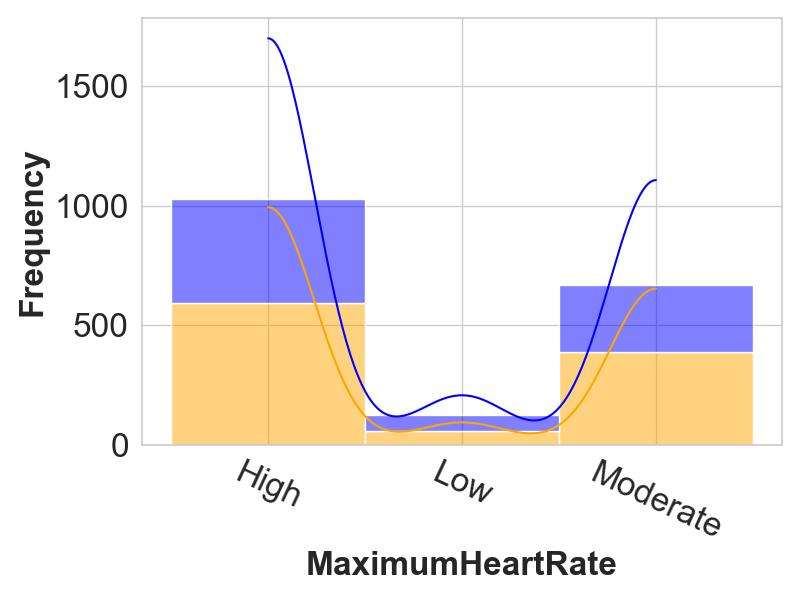 1500
1000
500
0
Frequency
High
Low
Moderate
MaximumHeartRate